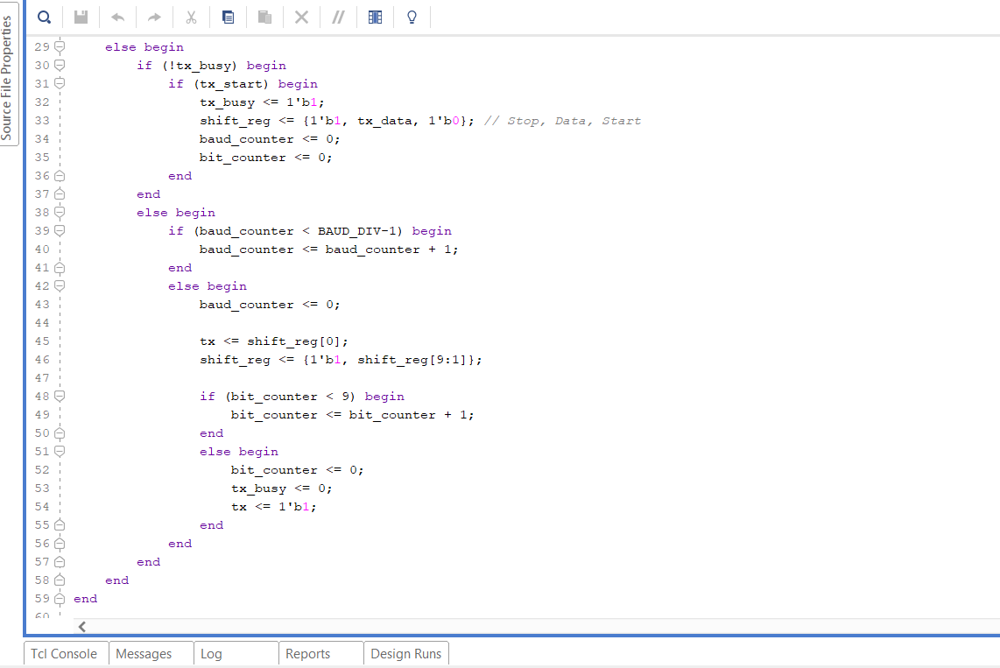 Source File Properties
29 else begin
30 if (!tx_busy) begin
31 if (tx_start) begin
32 tx_busy <= 1'b1;
33 shift_reg <= {1'b1, tx_data, 1'b0}; // Stop, Data, Start
34 baud_counter <= 0;
35 bit_counter <= 0;
36 end
37 end
38 else begin
39 if (baud_counter < BAUD_DIV-1) begin
40 baud_counter <= baud_counter + 1;
41 end
42 else begin
43 baud_counter <= 0;
44
45 tx <= shift_reg[0];
46 shift_reg <= {1'b1, shift_reg[9:1]};
47
48 if (bit_counter < 9) begin
49 bit_counter <= bit_counter + 1;
50 end
51 else begin
52 bit_counter <= 0;
53 tx_busy <= 0;
54 tx <= 1'b1;
55 end
56 end
57 end
58 end
59 end
60
Tcl Console Messages Log Reports Design Runs